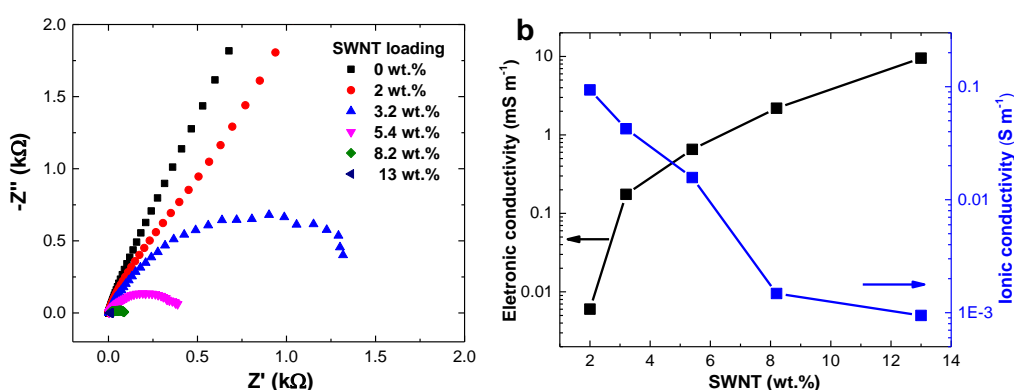 2.0
1.5
1.0
0.5
0.0
-Z'' (kΩ)
0.0 0.5 1.0 1.5 2.0
Z' (kΩ)
SWNT loading
0 wt.%
2 wt.%
3.2 wt.%
5.4 wt.%
8.2 wt.%
13 wt.%
b
10
1
0.1
0.01
Eletronic conductivity (mS m⁻¹)
2 4 6 8 10 12 14
SWNT (wt.%)
0.1
0.01
1E-3
Ionic conductivity (S m⁻¹)